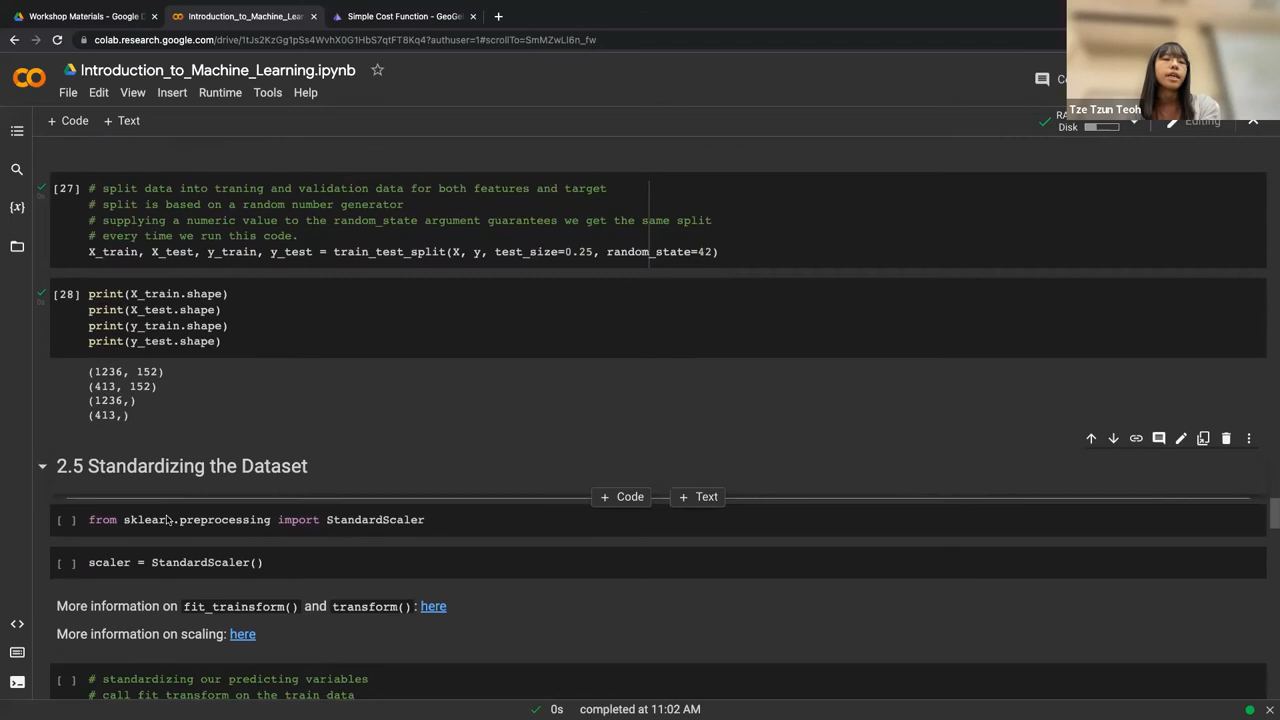 Workshop Materials - Google D
Introduction_to_Machine_Learni
Simple Cost Function - GeoGe
colab.research.google.com/drive/1tJs2KzGg1pSs4WvhX0G1HbS7qtFT8Kq4?authuser=1#scrollTo=SmMZwLl6n_fw
Introduction_to_Machine_Learning.ipynb
File Edit View Insert Runtime Tools Help
Tze Tzun Teoh
+ Code + Text
RA
Disk
Editing
[27] # split data into traning and validation data for both features and target
# split is based on a random number generator
# supplying a numeric value to the random_state argument guarantees we get the same split
# every time we run this code.
X_train, X_test, y_train, y_test = train_test_split(X, y, test_size=0.25, random_state=42)
0s
[28] print(X_train.shape)
print(X_test.shape)
print(y_train.shape)
print(y_test.shape)
0s
(1236, 152)
(413, 152)
(1236,)
(413,)
2.5 Standardizing the Dataset
+ Code + Text
[ ] from sklearn.preprocessing import StandardScaler
[ ] scaler = StandardScaler()
More information on fit_trainsform() and transform() : here
More information on scaling: here
[ ] # standardizing our predicting variables
# call fit transform on the train data
0s completed at 11:02 AM